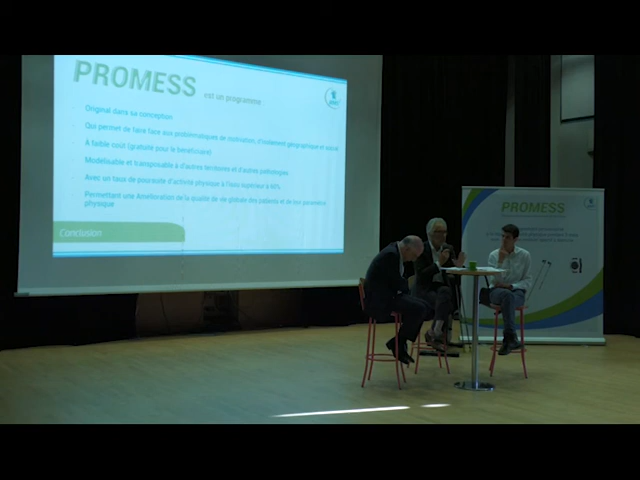 PROMESS est un programme
Original dans sa conception
Qui permet de faire face aux problématiques de motivation, d'isolement géographique et social
A faible coût (gratuité pour le bénéficiaire)
Modélisable et transposable à d'autres territoires et d'autres pathologies
Avec un taux de poursuite d'activité physique à l'issu supérieur à 60%
Permettant une Amélioration de la qualité de vie globale des patients et de leur paramètre
physique
Conclusion
PROMESS